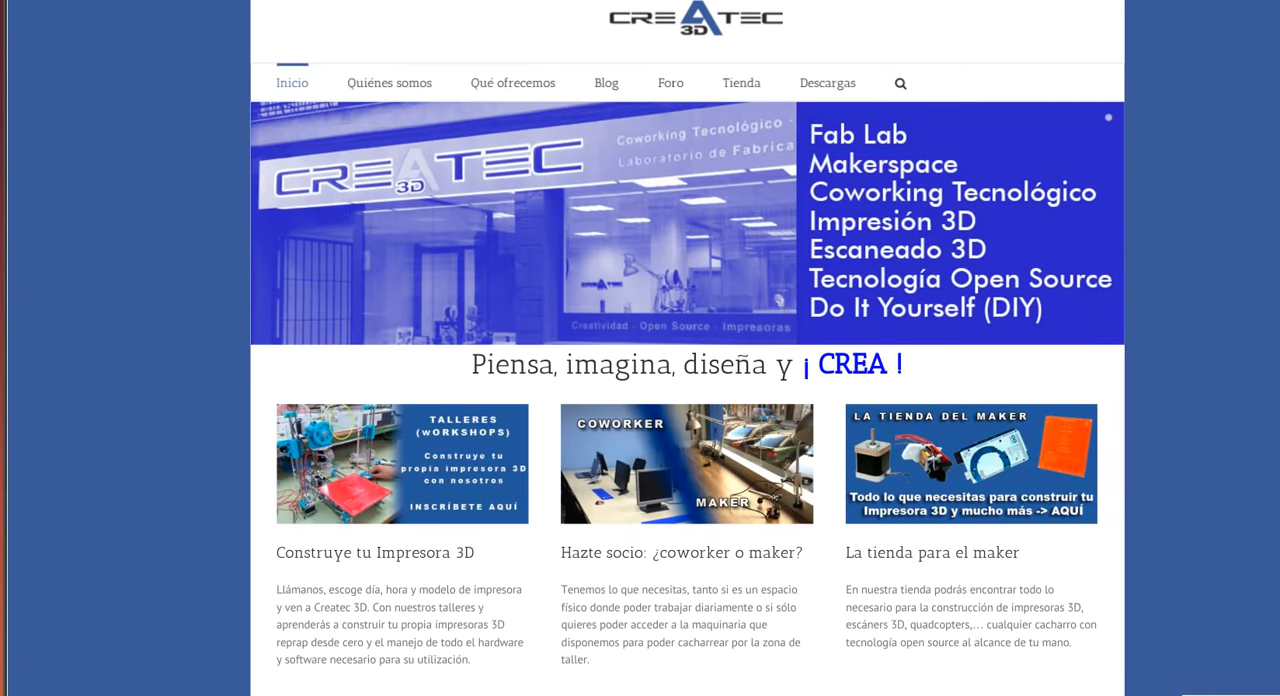 CREATEC
3D
Inicio Quiénes somos Qué ofrecemos Blog Foro Tienda Descargas
CREATEC
3D
Coworking Tecnológico ·
Laboratorio de Fabrica
CREATEC
Creatividad · Open Source · Impresoras
Fab Lab
Makerspace
Coworking Tecnológico
Impresión 3D
Escaneado 3D
Tecnología Open Source
Do It Yourself (DIY)
Piensa, imagina, diseña y ¡ CREA !
TALLERES
(wORKSHOPS)
Construye tu
propia impresora 3D
con nosotros
INSCRÍBETE AQUÍ
Construye tu Impresora 3D
Llámanos, escoge día, hora y modelo de impresora
y ven a Createc 3D. Con nuestros talleres y
aprenderás a construir tu propia impresoras 3D
reprap desde cero y el manejo de todo el hardware
y software necesario para su utilización.
COWORKER
MAKER
Hazte socio: ¿coworker o maker?
Tenemos lo que necesitas, tanto si es un espacio
físico donde poder trabajar diariamente o si sólo
quieres poder acceder a la maquinaria que
disponemos para poder cacharrear por la zona de
taller.
LA TIENDA DEL MAKER
Todo lo que necesitas para construir tu
Impresora 3D y mucho más -> AQUÍ
La tienda para el maker
En nuestra tienda podrás encontrar todo lo
necesario para la construcción de impresoras 3D,
escáners 3D, quadcopters,... cualquier cacharro con
tecnología open source al alcance de tu mano.